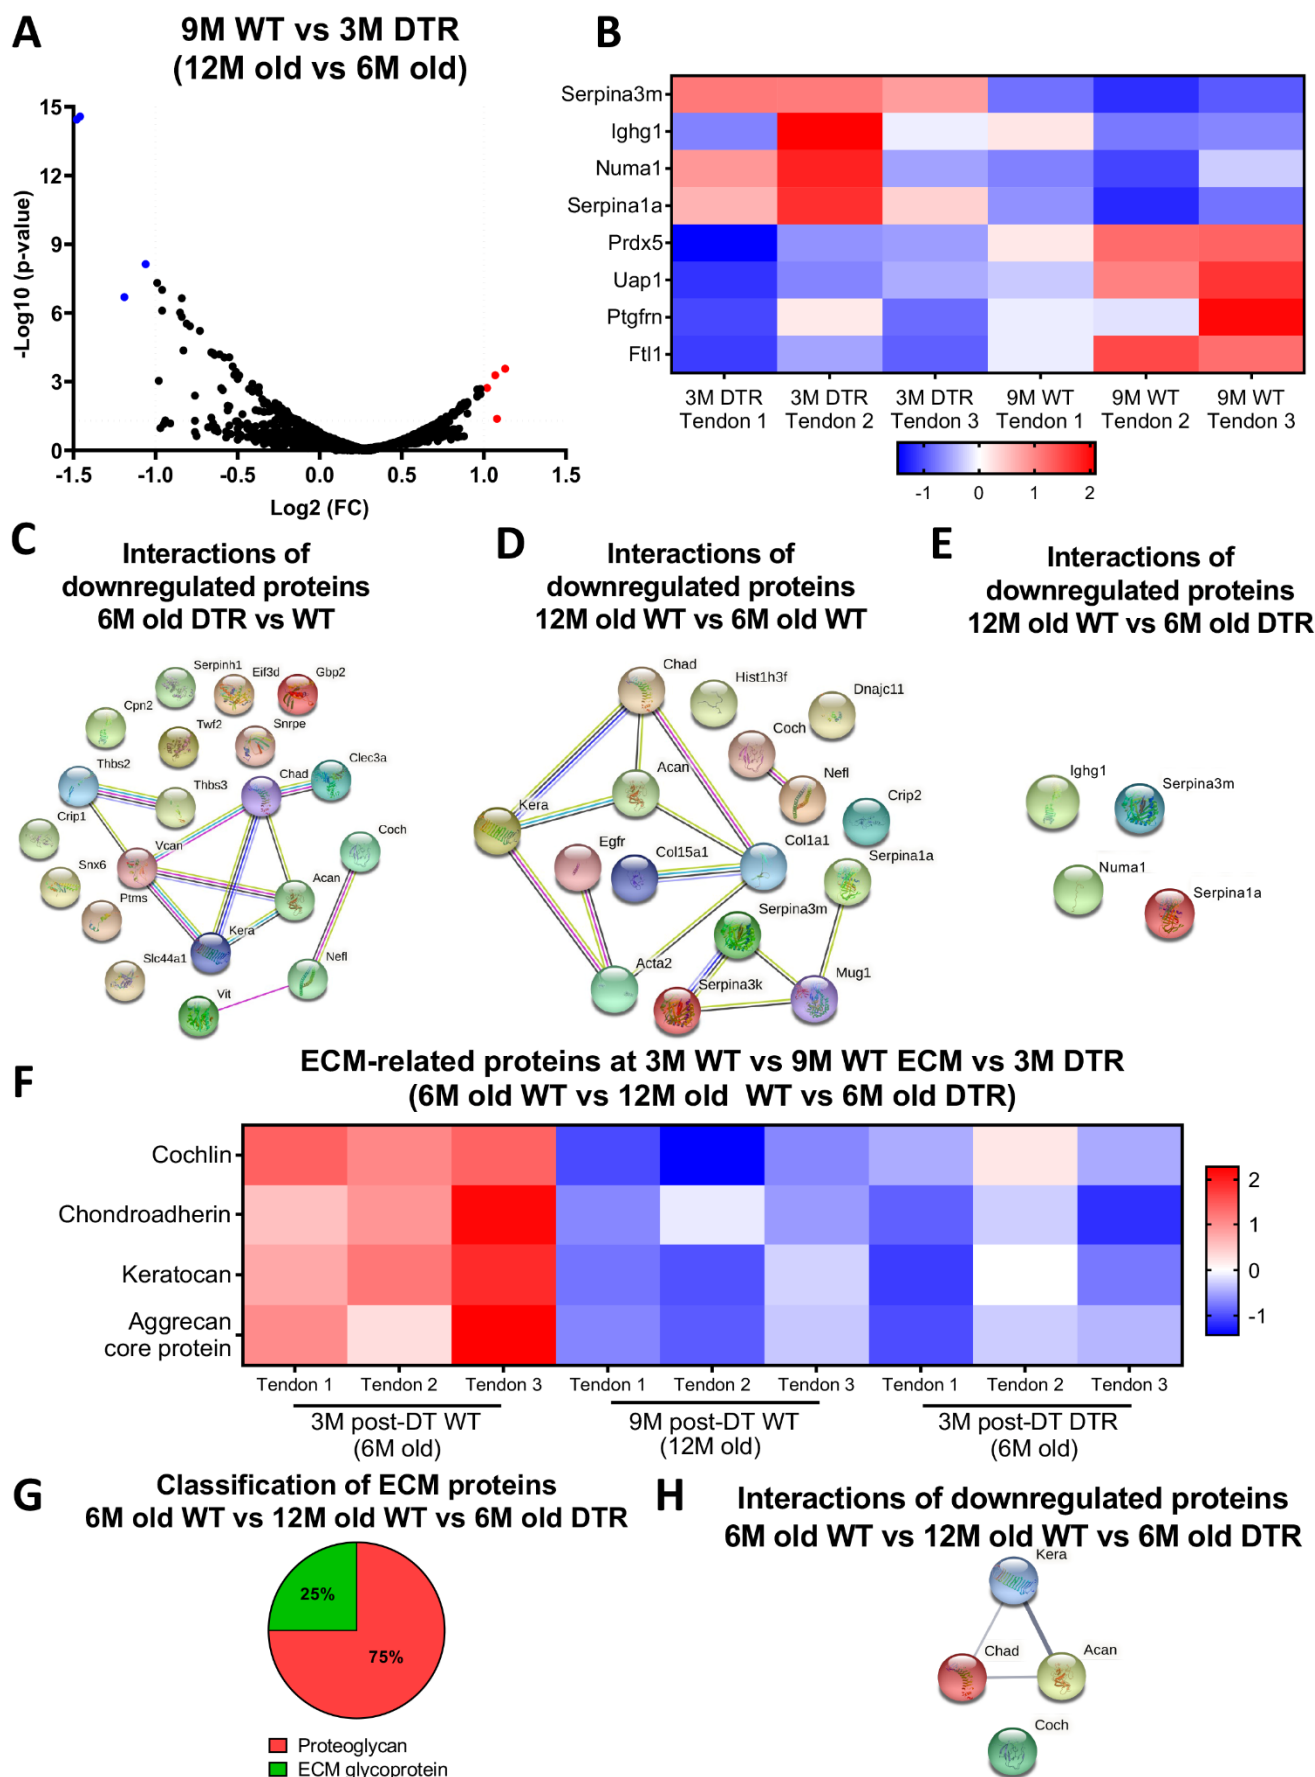 A
9M WT vs 3M DTR
(12M old vs 6M old)
15
12
9
6
3
0
-Log10 (p-value)
-1.5 -1.0 -0.5 0.0 0.5 1.0 1.5
Log2 (FC)
B
Serpina3m
Ighg1
Numa1
Serpina1a
Prdx5
Uap1
Ptgfrn
Ftl1
3M DTR 3M DTR 3M DTR 9M WT 9M WT 9M WT
Tendon 1 Tendon 2 Tendon 3 Tendon 1 Tendon 2 Tendon 3
-1 0 1 2
C
Interactions of
downregulated proteins
6M old DTR vs WT
Serpinh1
Eif3d
Gbp2
Cpn2
Twf2
Snrpe
Thbs2
Thbs3
Chad
Clec3a
Crip1
Vcan
Coch
Snx6
Ptms
Acan
Slc44a1
Kera
Nefl
Vit
D
Interactions of
downregulated proteins
12M old WT vs 6M old WT
Chad
Hist1h3f
Dnajc11
Coch
Acan
Nefl
Kera
Crip2
Egfr
Col15a1
Col1a1
Serpina1a
Serpina3m
Acta2
Serpina3k
Mug1
E
Interactions of
downregulated proteins
12M old WT vs 6M old DTR
Ighg1
Serpina3m
Numa1
Serpina1a
F
ECM-related proteins at 3M WT vs 9M WT ECM vs 3M DTR
(6M old WT vs 12M old WT vs 6M old DTR)
Cochlin
Chondroadherin
Keratocan
Aggrecan
core protein
2
1
0
-1
Tendon 1 Tendon 2 Tendon 3 Tendon 1 Tendon 2 Tendon 3 Tendon 1 Tendon 2 Tendon 3
3M post-DT WT 9M post-DT WT 3M post-DT DTR
(6M old) (12M old) (6M old)
G
Classification of ECM proteins
6M old WT vs 12M old WT vs 6M old DTR
25%
75%
Proteoglycan
ECM glycoprotein
H
Interactions of downregulated proteins
6M old WT vs 12M old WT vs 6M old DTR
Kera
Chad
Acan
Coch